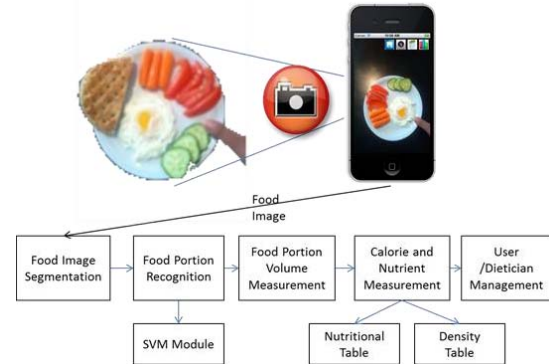 Food
Image
Food Image
Segmentation
Food Portion
Recognition
Food Portion
Volume
Measurement
Calorie and
Nutrient
Measurement
User
/Dietician
Management
SVM Module
Nutritional
Table
Density
Table